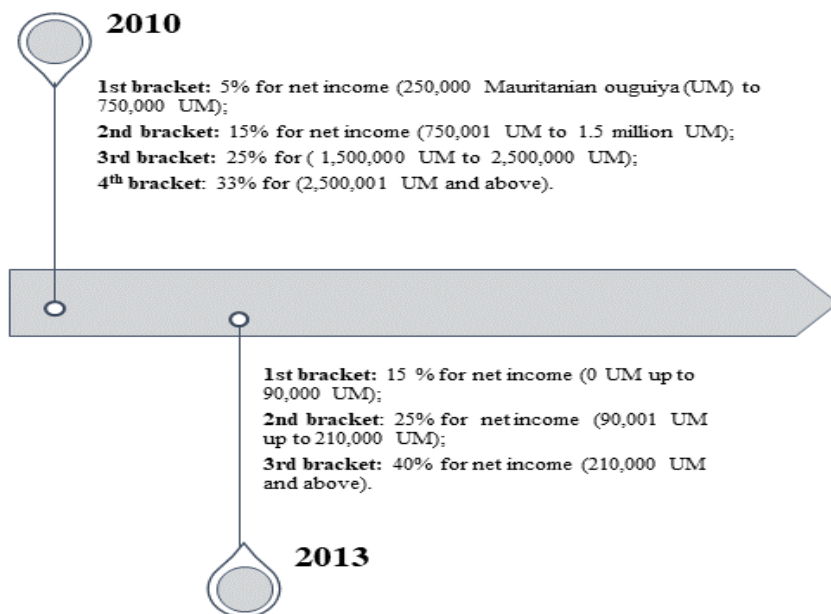 2010
1st bracket: 5% for net income (250,000 Mauritanian ouguiya (UM) to
750,000 UM);
2nd bracket: 15% for net income (750,001 UM to 1.5 million UM);
3rd bracket: 25% for ( 1,500,000 UM to 2,500,000 UM);
4th bracket: 33% for (2,500,001 UM and above).
1st bracket: 15 % for net income (0 UM up to
90,000 UM);
2nd bracket: 25% for net income (90,001 UM
up to 210,000 UM);
3rd bracket: 40% for net income (210,000 UM
and above).
2013